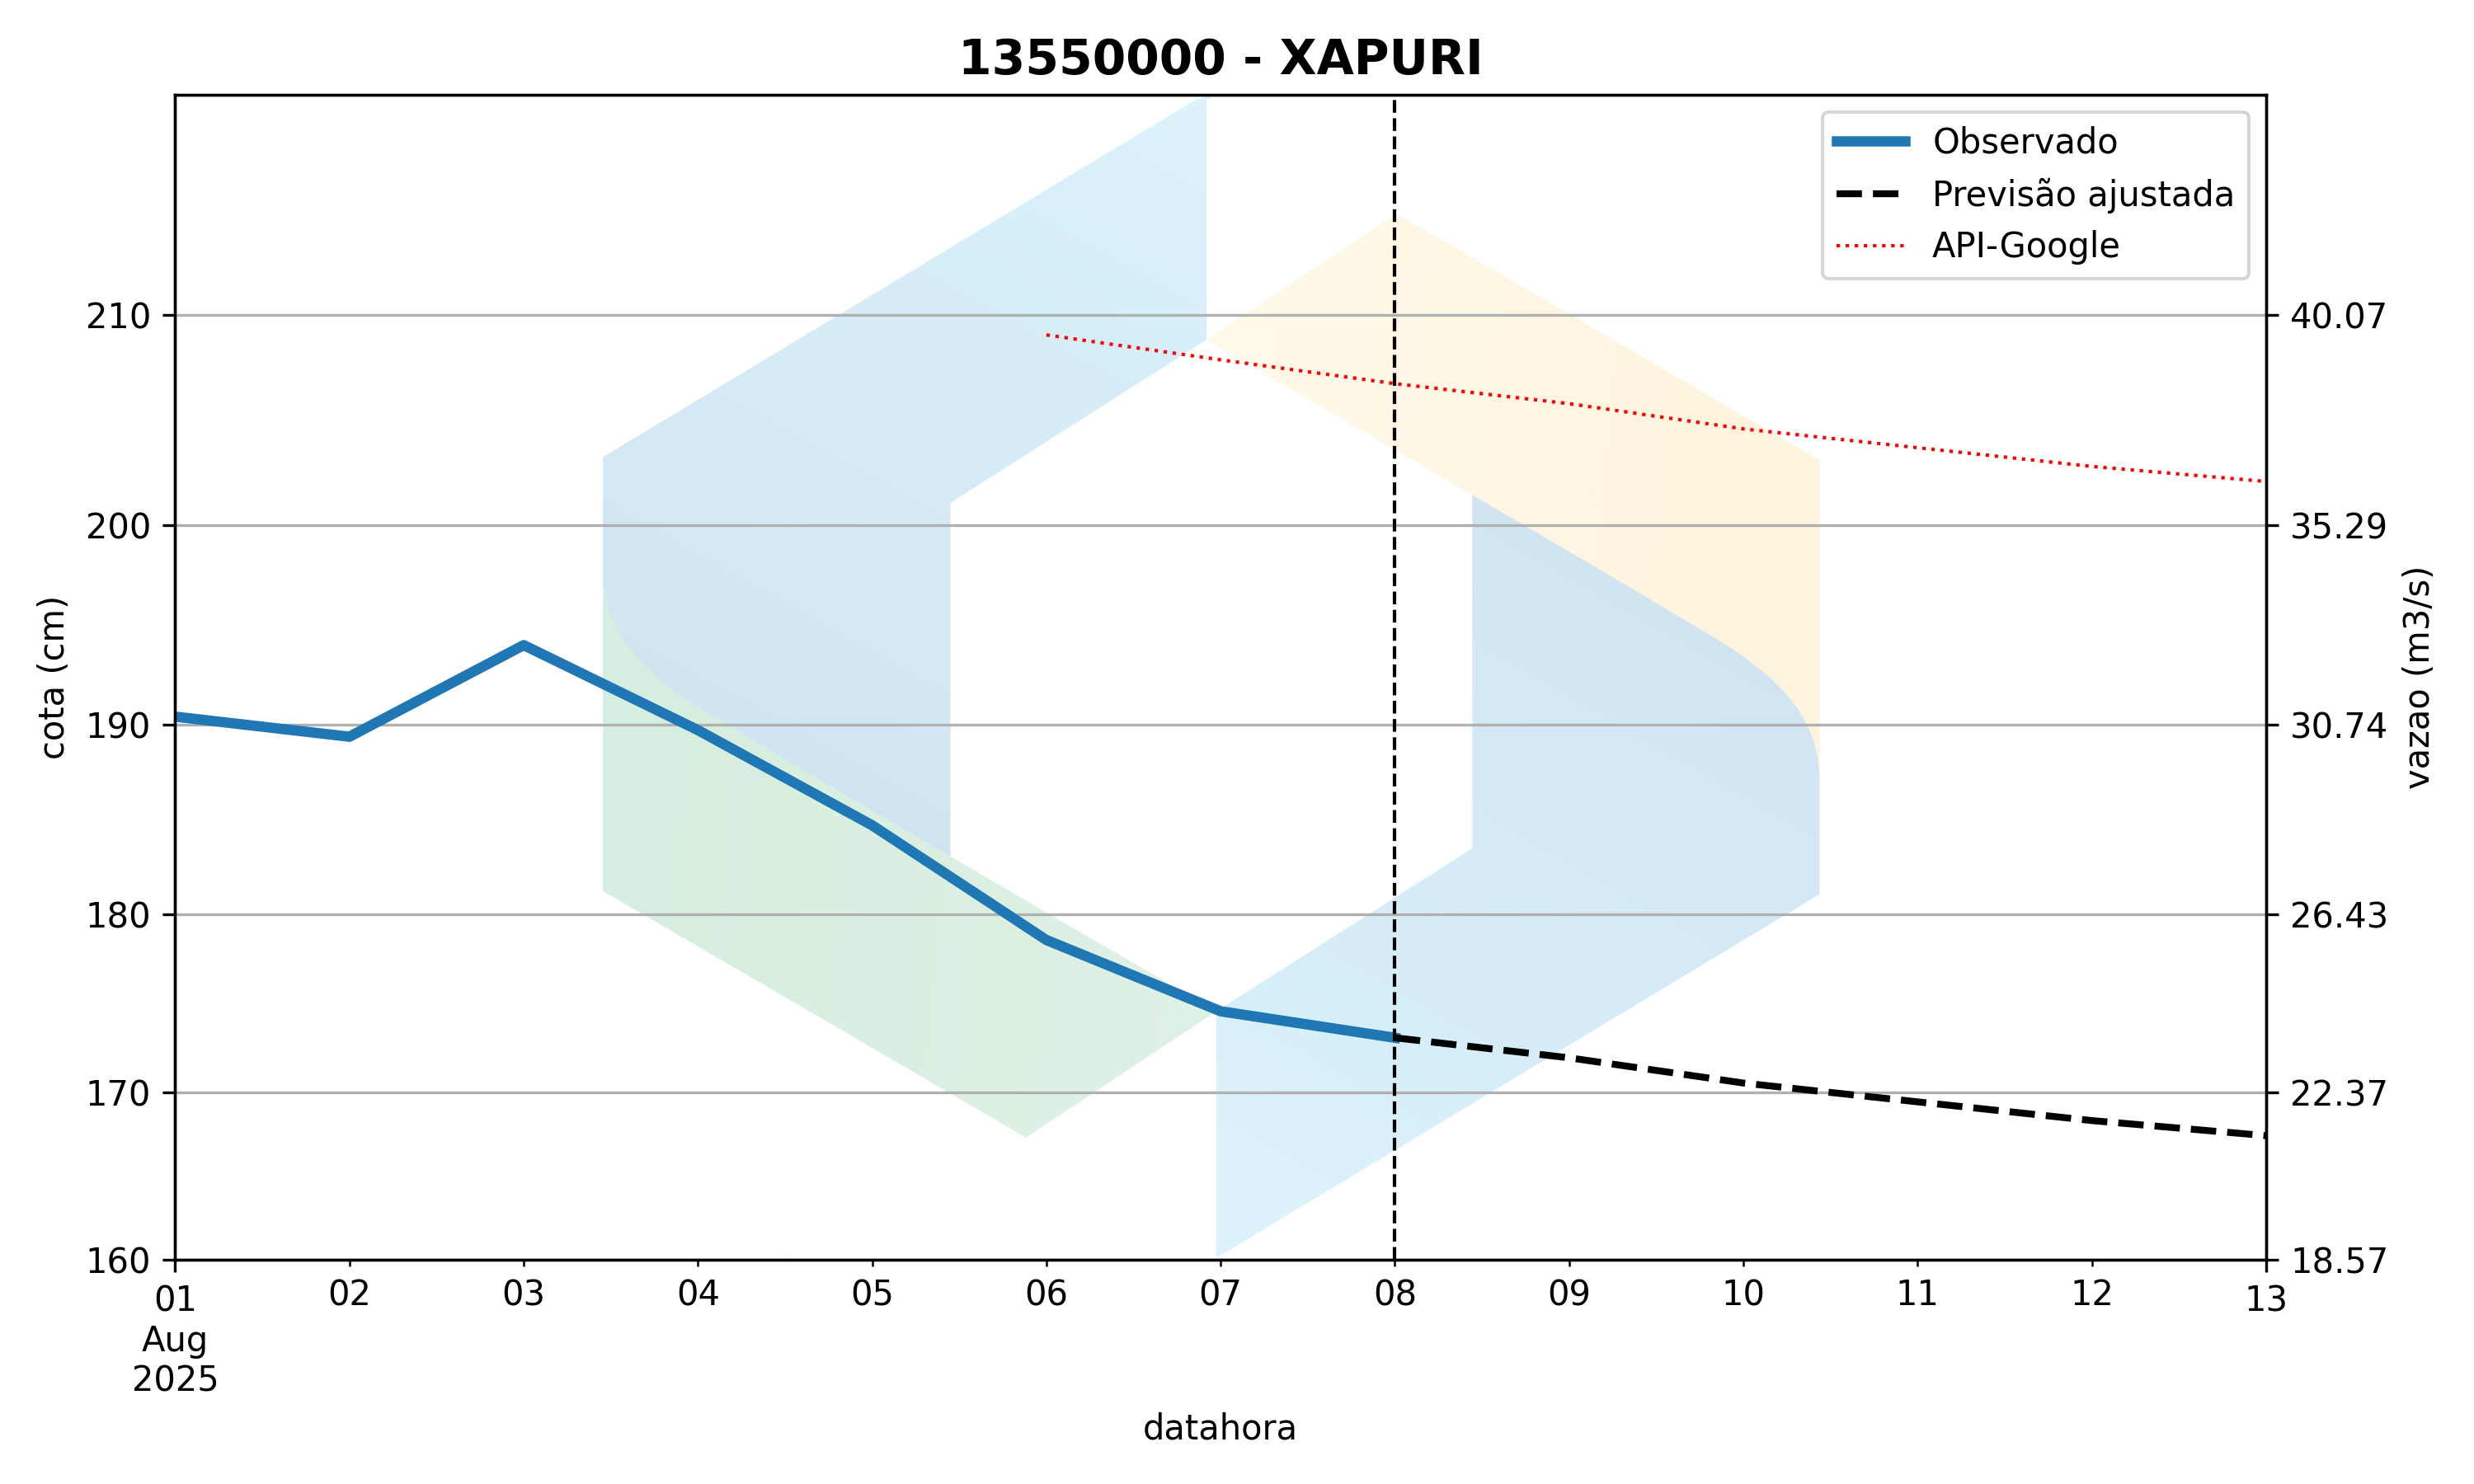 13550000 - XAPURI
Observado
Previsão ajustada
API-Google
210
200
190
180
170
160
cota (cm)
40.07
35.29
30.74
26.43
22.37
18.57
vazao (m3/s)
01 02 03 04 05 06 07 08 09 10 11 12 13
Aug
2025
datahora